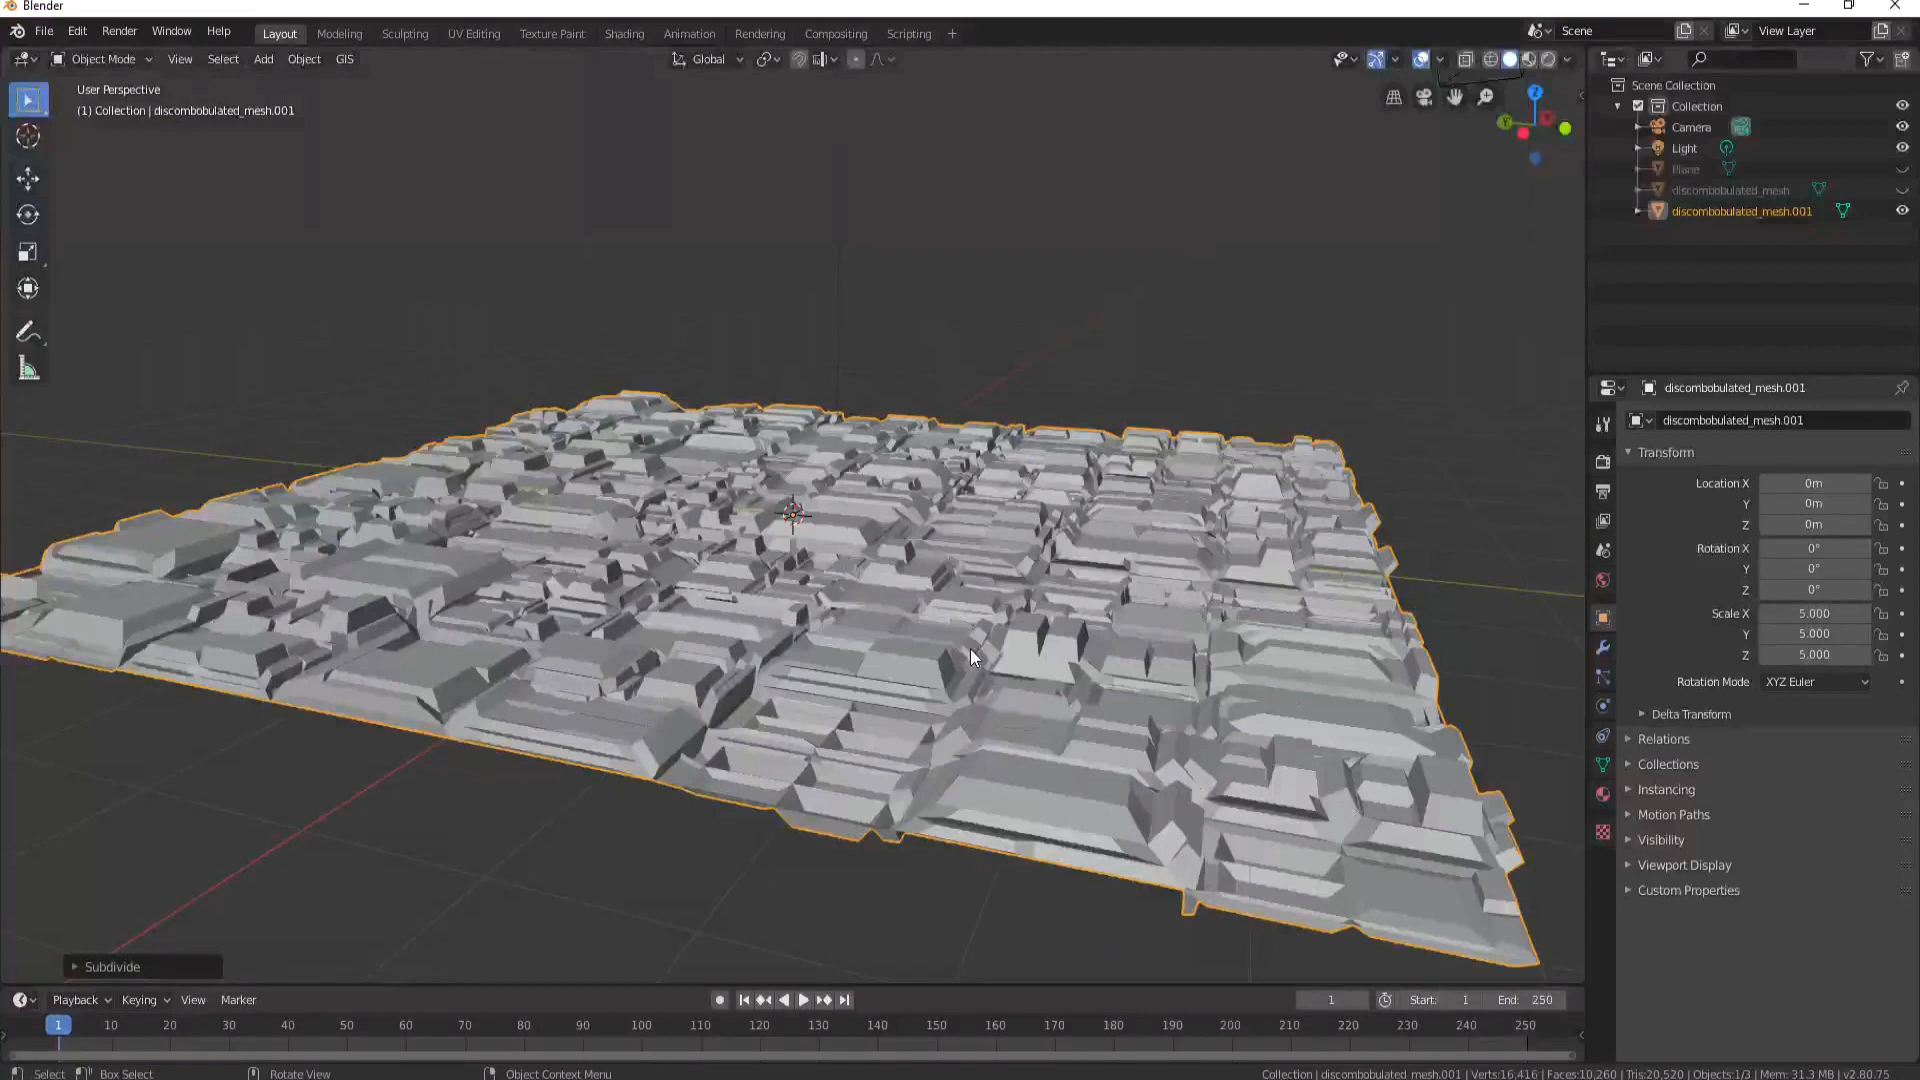 Blender
File Edit Render Window Help Layout Modeling Sculpting UV Editing Texture Paint Shading Animation Rendering Compositing Scripting + Scene View Layer
Object Mode View Select Add Object GIS Global
User Perspective
(1) Collection | discombobulated_mesh.001
Z
Y
Scene Collection
Collection
Camera
Light
Plane
discombobulated_mesh
discombobulated_mesh.001
discombobulated_mesh.001
discombobulated_mesh.001
Transform
Location X 0m
Y 0m
Z 0m
Rotation X 0°
Y 0°
Z 0°
Scale X 5.000
Y 5.000
Z 5.000
Rotation Mode XYZ Euler
Delta Transform
Relations
Collections
Instancing
Motion Paths
Visibility
Viewport Display
Custom Properties
Subdivide
Playback Keying View Marker 1 Start: 1 End: 250
1 10 20 30 40 50 60 70 80 90 100 110 120 130 140 150 160 170 180 190 200 210 220 230 240 250
Select Box Select Rotate View Object Context Menu Collection | discombobulated_mesh.001 | Verts:16,416 | Faces:10,260 | Tris:20,520 | Objects:1/3 | Mem: 31.3 MB | v2.80.75